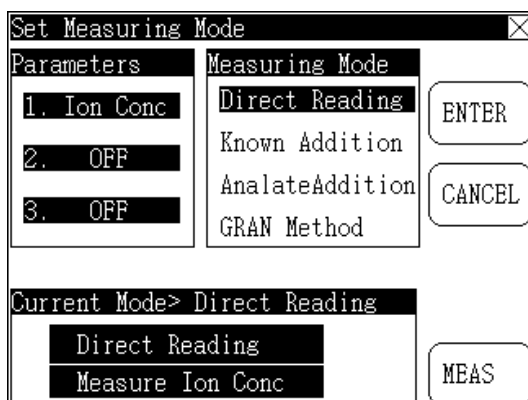 Set Measuring Mode
Parameters
1. Ion Conc
2. OFF
3. OFF
Measuring Mode
Direct Reading
Known Addition
AnalateAddition
GRAN Method
ENTER
CANCEL
Current Mode> Direct Reading
Direct Reading
Measure Ion Conc
MEAS